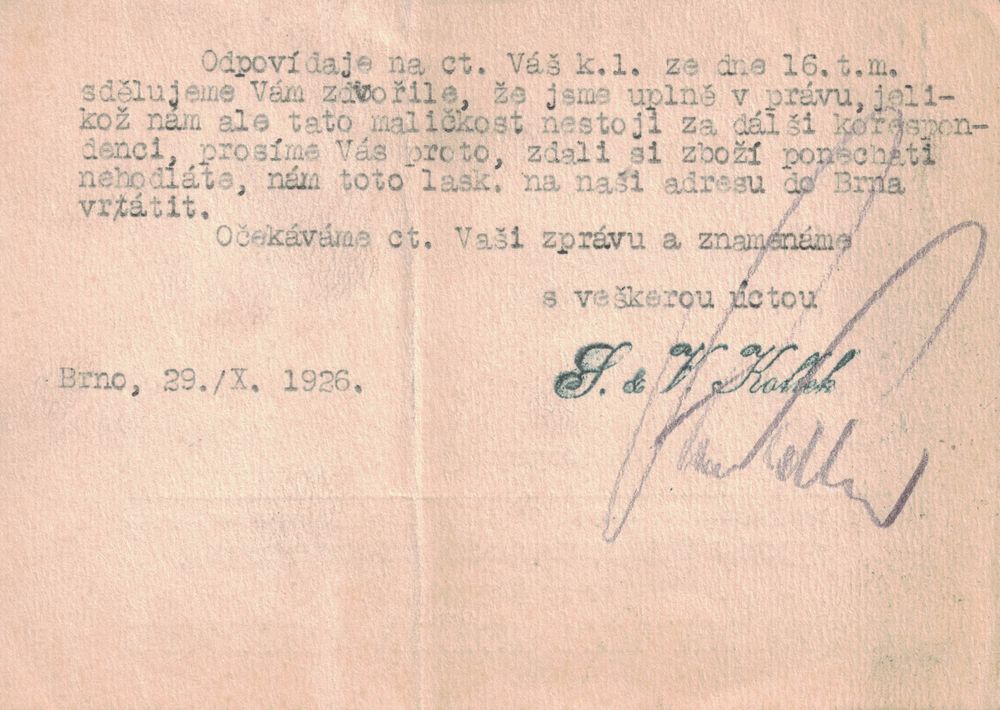 Odpovídaje na ct. Váš k.l. ze dne 16.t.m.
sdělujeme Vám zdvořile, že jsme uplně v právu, jeli-
kož nám ale tato maličkost nestojí za dálší korespon-
denci, prosíme Vás proto, zdali si zboží ponechati
nehodláte, nám toto lask. na naši adresu do Brna
vrátit.
Očekáváme ct. Vaši zprávu a znamenáme
s veškerou úctou
Brno, 29./X. 1926.
S. & V.